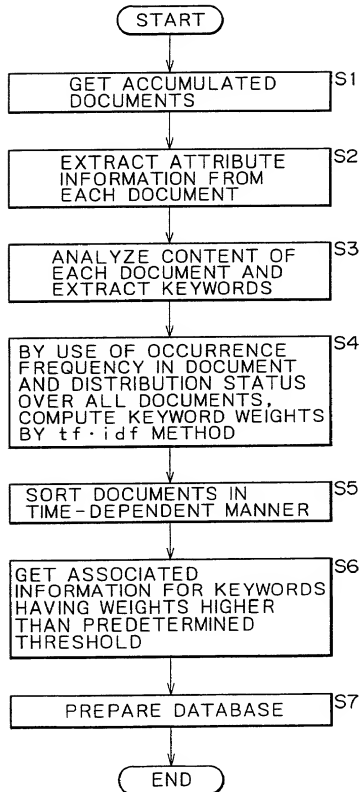 START
S1
GET ACCUMULATED
DOCUMENTS
S2
EXTRACT ATTRIBUTE
INFORMATION FROM
EACH DOCUMENT
S3
ANALYZE CONTENT OF
EACH DOCUMENT AND
EXTRACT KEYWORDS
S4
BY USE OF OCCURRENCE
FREQUENCY IN DOCUMENT
AND DISTRIBUTION STATUS
OVER ALL DOCUMENTS,
COMPUTE KEYWORD WEIGHTS
BY tf·idf METHOD
S5
SORT DOCUMENTS IN
TIME-DEPENDENT MANNER
S6
GET ASSOCIATED
INFORMATION FOR KEYWORDS
HAVING WEIGHTS HIGHER
THAN PREDETERMINED
THRESHOLD
S7
PREPARE DATABASE
END